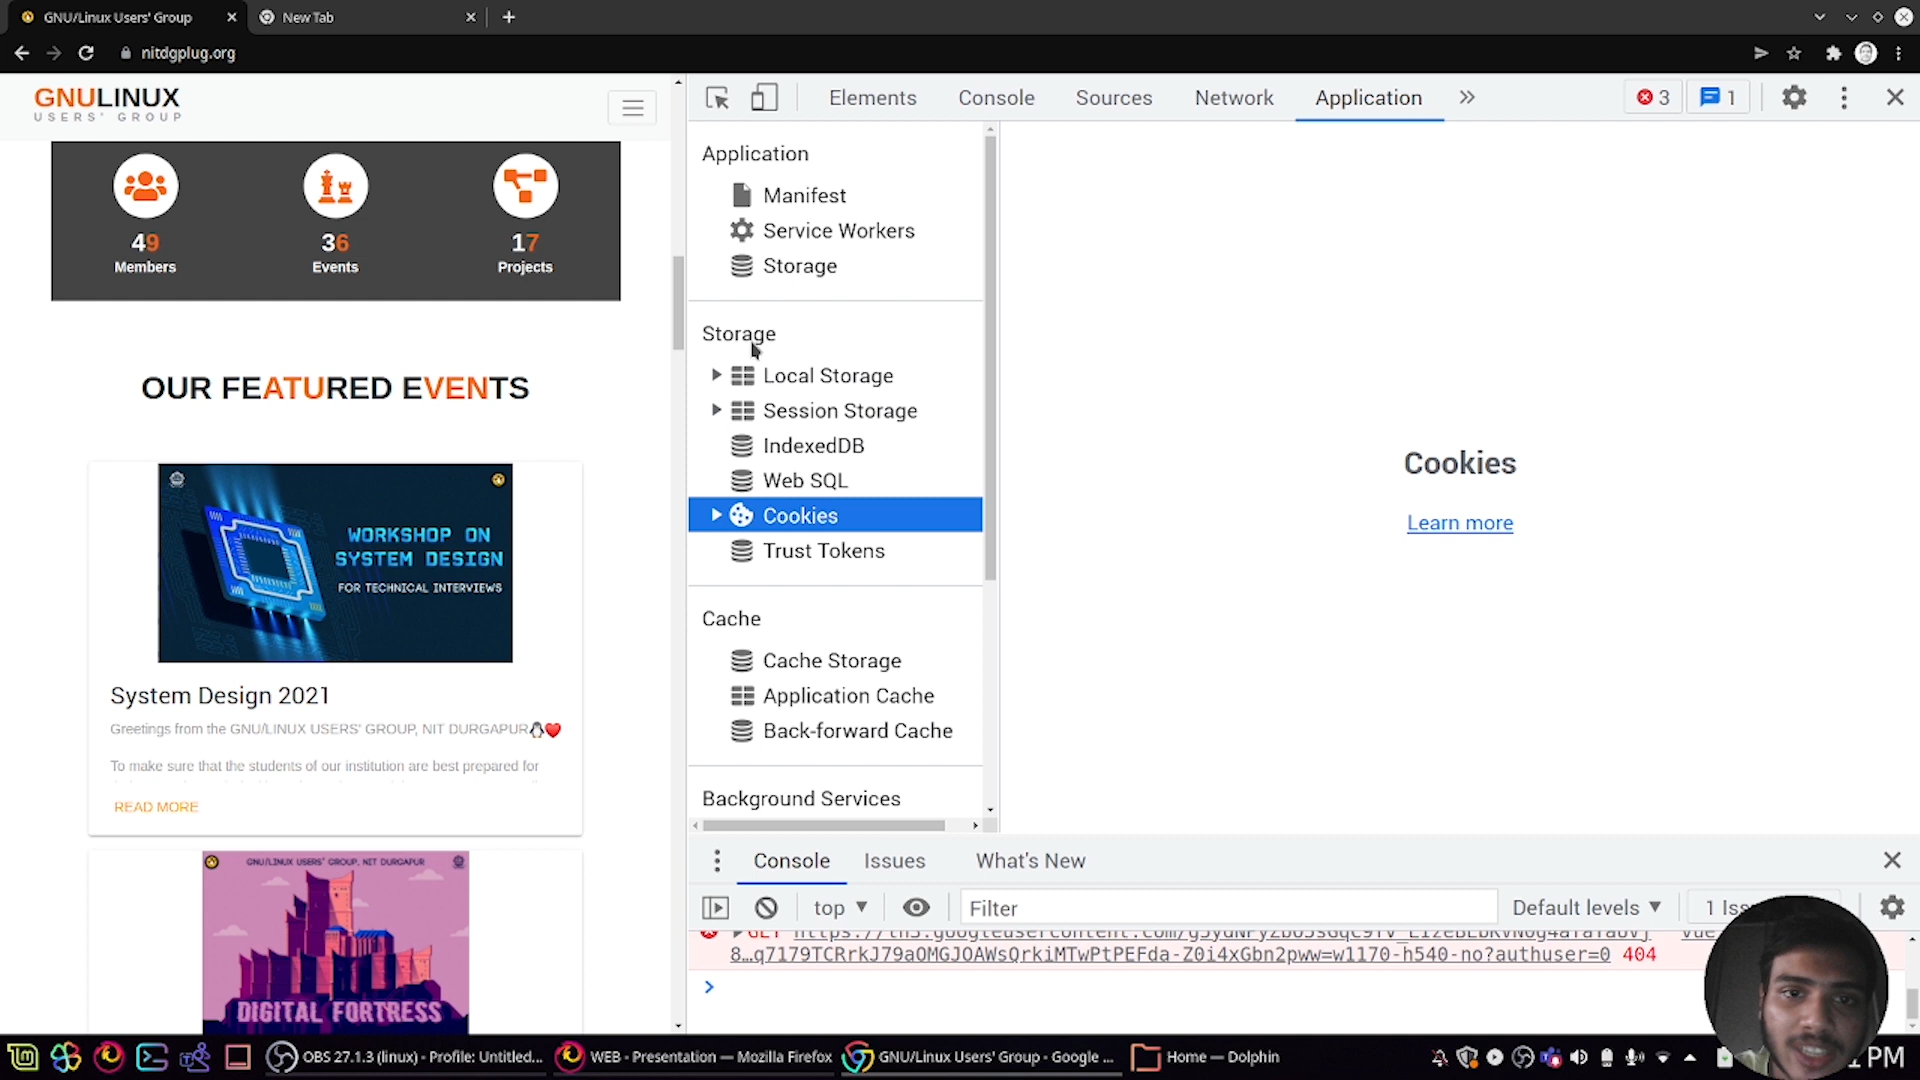 GNU/Linux Users' Group
New Tab
nitdgplug.org
GNULINUX
USERS' GROUP
49
Members
36
Events
17
Projects
OUR FEATURED EVENTS
WORKSHOP ON
SYSTEM DESIGN
FOR TECHNICAL INTERVIEWS
System Design 2021
Greetings from the GNU/LINUX USERS' GROUP, NIT DURGAPUR🐧❤️
To make sure that the students of our institution are best prepared for
READ MORE
GNU/LINUX USERS' GROUP, NIT DURGAPUR
DIGITAL FORTRESS
Elements
Console
Sources
Network
Application
3
1
Application
Manifest
Service Workers
Storage
Storage
Local Storage
Session Storage
IndexedDB
Web SQL
Cookies
Trust Tokens
Cache
Cache Storage
Application Cache
Back-forward Cache
Background Services
Cookies
Learn more
Console
Issues
What's New
top
Filter
Default levels
1 Iss
GET
8…q7179TCRrkJ79aOMGJOAWsQrkiMTwPtPEFda-Z0i4xGbn2pww=w1170-h540-no?authuser=0 404
OBS 27.1.3 (linux) - Profile: Untitled...
WEB - Presentation — Mozilla Firefox
GNU/Linux Users' Group - Google ...
Home — Dolphin
PM